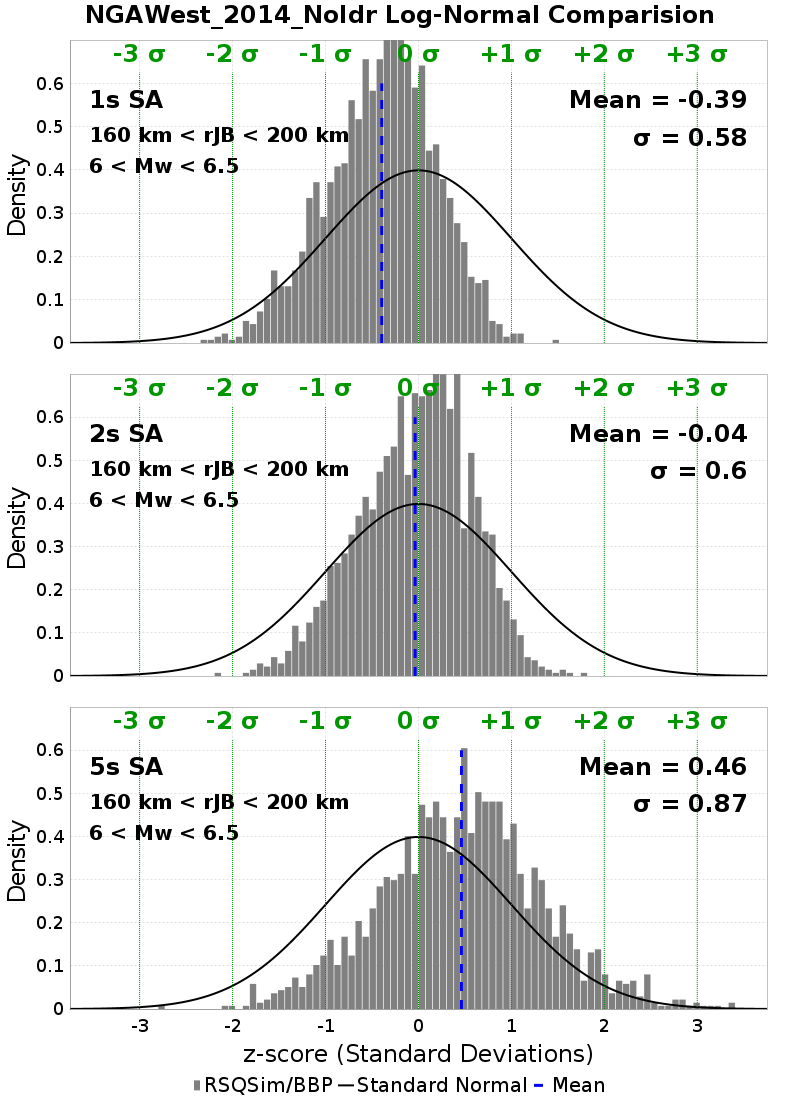 NGAWest_2014_NoIdr Log-Normal Comparision
-3 σ -2 σ -1 σ 0 σ +1 σ +2 σ +3 σ
1s SA
Mean = -0.39
160 km < rJB < 200 km
σ = 0.58
6 < Mw < 6.5
Density
0.6
0.5
0.4
0.3
0.2
0.1
0
-3 σ -2 σ -1 σ 0 σ +1 σ +2 σ +3 σ
2s SA
Mean = -0.04
160 km < rJB < 200 km
σ = 0.6
6 < Mw < 6.5
Density
0.6
0.5
0.4
0.3
0.2
0.1
0
-3 σ -2 σ -1 σ 0 σ +1 σ +2 σ +3 σ
5s SA
Mean = 0.46
160 km < rJB < 200 km
σ = 0.87
6 < Mw < 6.5
Density
0.6
0.5
0.4
0.3
0.2
0.1
0
-3 -2 -1 0 1 2 3
z-score (Standard Deviations)
RSQSim/BBP Standard Normal Mean